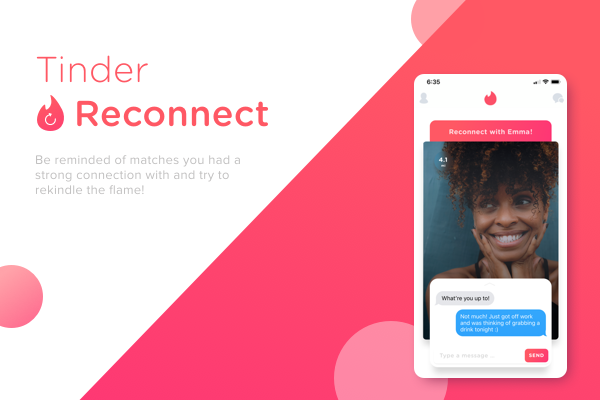 Tinder
Reconnect
Be reminded of matches you had a
strong connection with and try to
rekindle the flame!
6:35
Reconnect with Emma!
4.1
What're you up to!
Not much! Just got off work
and was thinking of grabbing a
drink tonight :)
Type a message ..
SEND